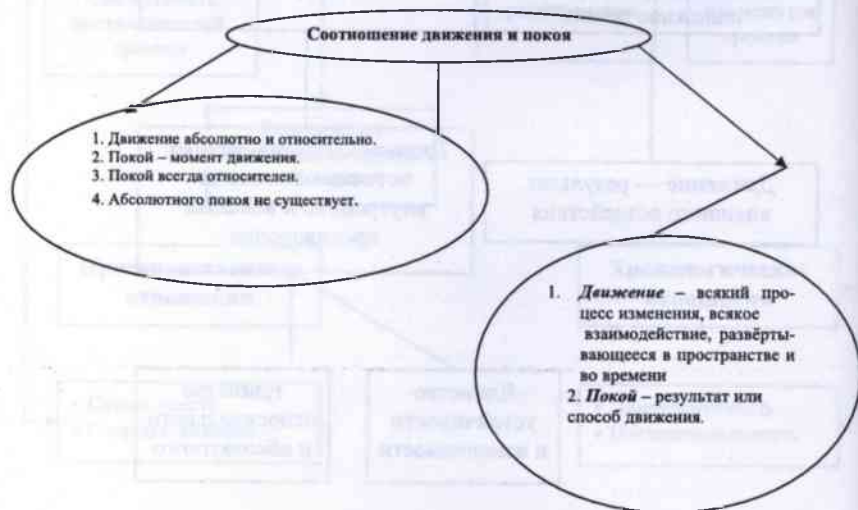 Соотношение движения и покоя
1. Движение абсолютно и относительно.
2. Покой – момент движения.
3. Покой всегда относителен.
4. Абсолютного покоя не существует.
1. Движение – всякий про-
цесс изменения, всякое
взаимодействие, развёрты-
вающееся в пространстве и
во времени
2. Покой – результат или
способ движения.